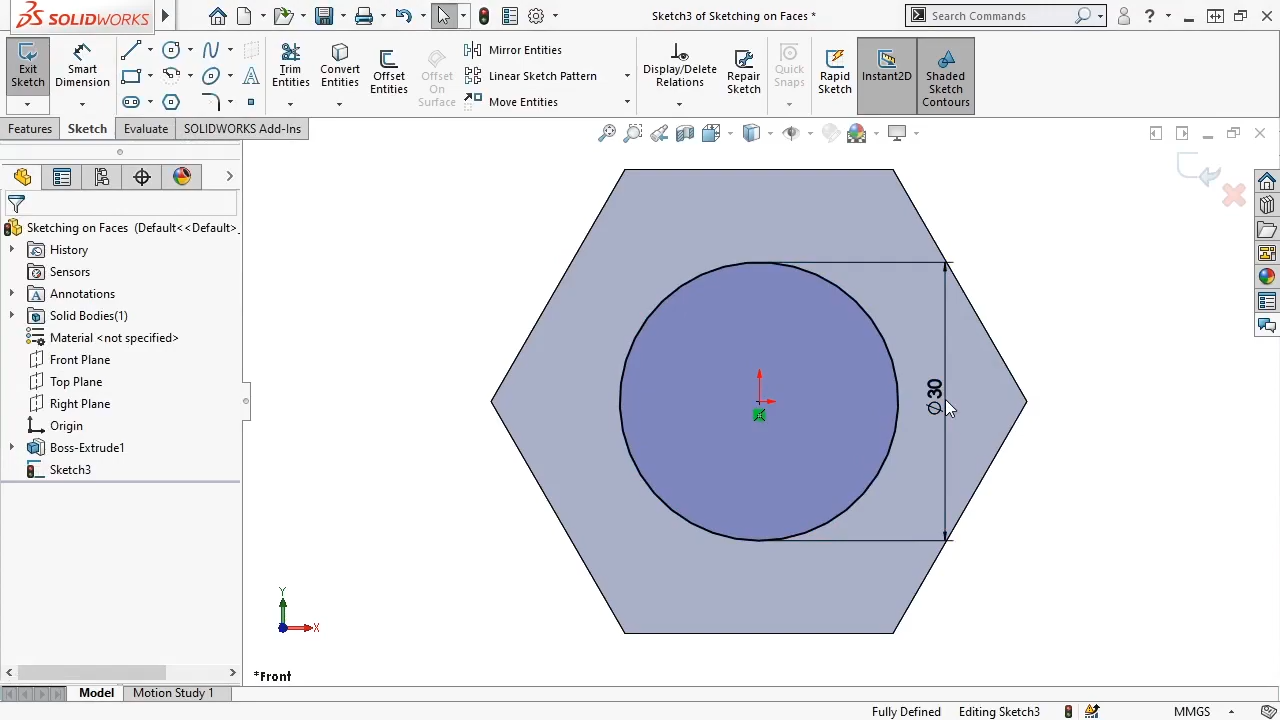 SOLIDWORKS
Sketch3 of Sketching on Faces *
Search Commands
?
Exit Sketch
Smart Dimension
Trim Entities
Convert Entities
Offset Entities
Offset On Surface
Mirror Entities
Linear Sketch Pattern
Move Entities
Display/Delete Relations
Repair Sketch
Quick Snaps
Rapid Sketch
Instant2D
Shaded Sketch Contours
Features
Sketch
Evaluate
SOLIDWORKS Add-Ins
Sketching on Faces (Default<<Default>_
History
Sensors
Annotations
Solid Bodies(1)
Material <not specified>
Front Plane
Top Plane
Right Plane
Origin
Boss-Extrude1
Sketch3
⌀30
Y
X
*Front
Model
Motion Study 1
Fully Defined
Editing Sketch3
MMGS